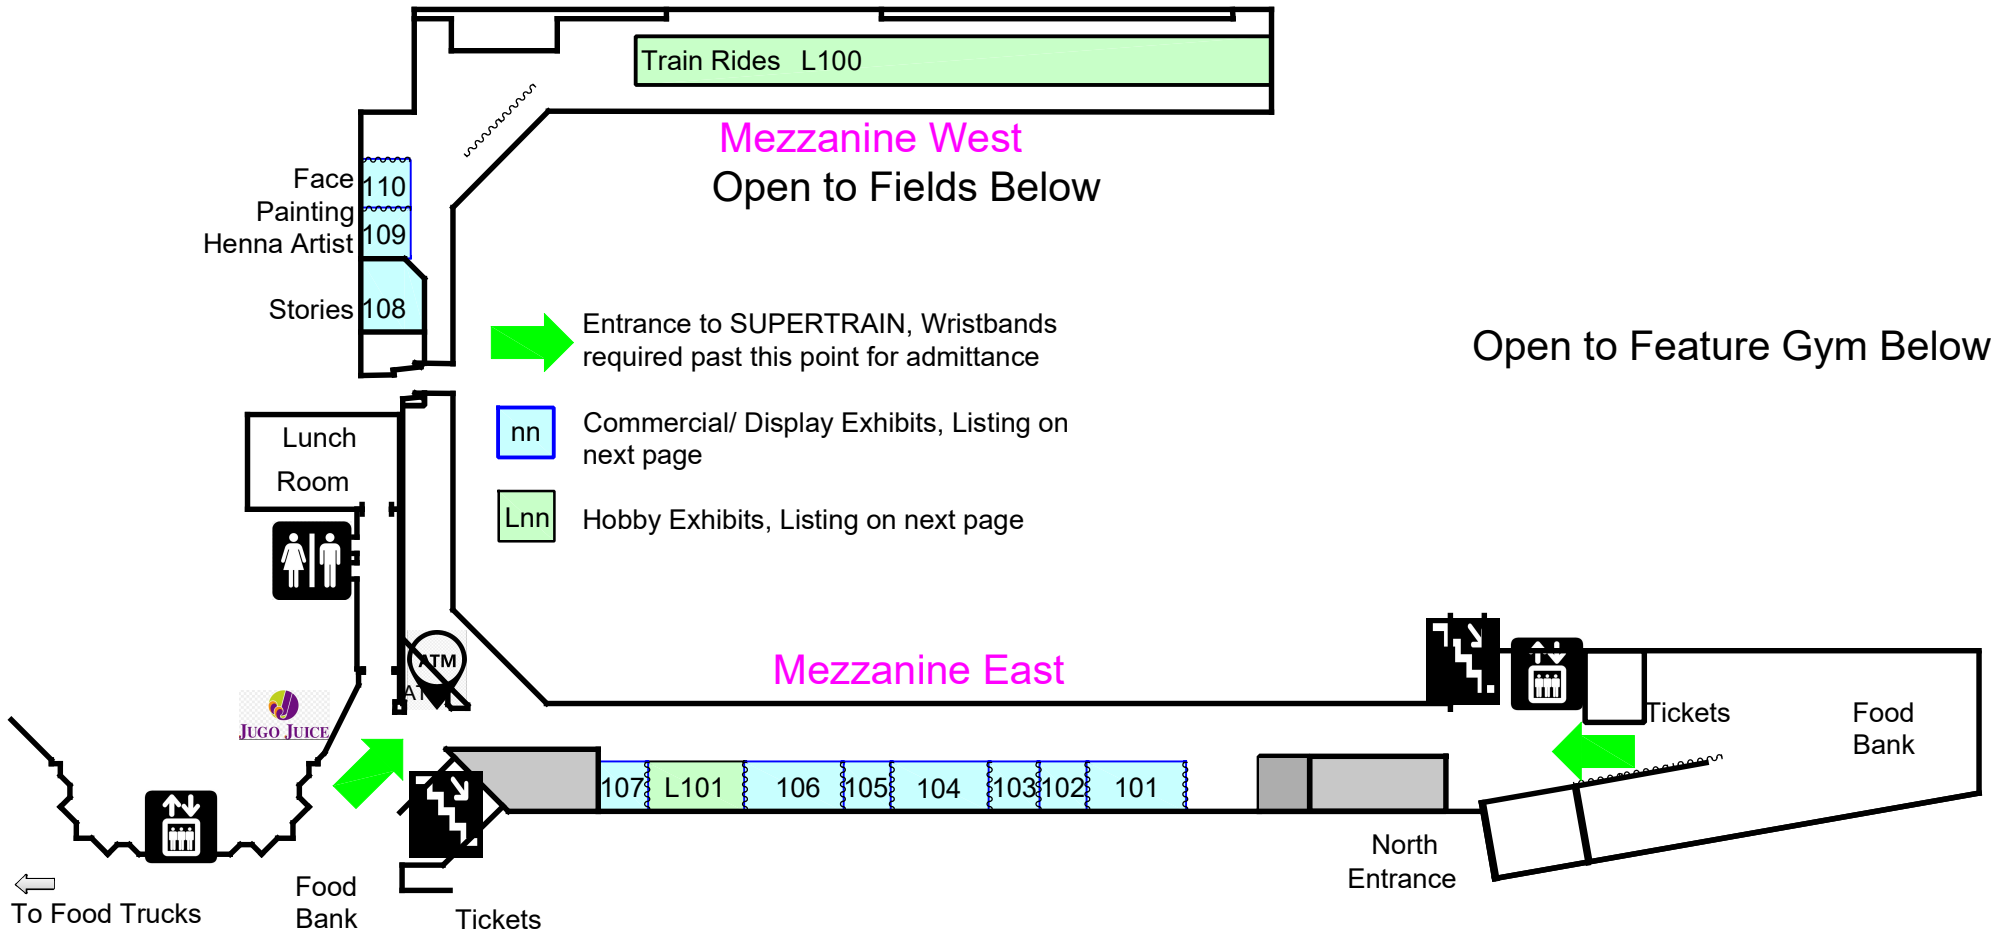 Train Rides L100
Mezzanine West
Open to Fields Below
Face
Painting
Henna Artist
110
109
Stories
108
Entrance to SUPERTRAIN, Wristbands
required past this point for admittance
Open to Feature Gym Below
nn
Commercial/ Display Exhibits, Listing on
next page
Lnn
Hobby Exhibits, Listing on next page
Lunch
Room
ATM
Mezzanine East
JUGO JUICE
Tickets
Food
Bank
107
L101
106
105
104
103
102
101
North
Entrance
To Food Trucks
Food
Bank
Tickets